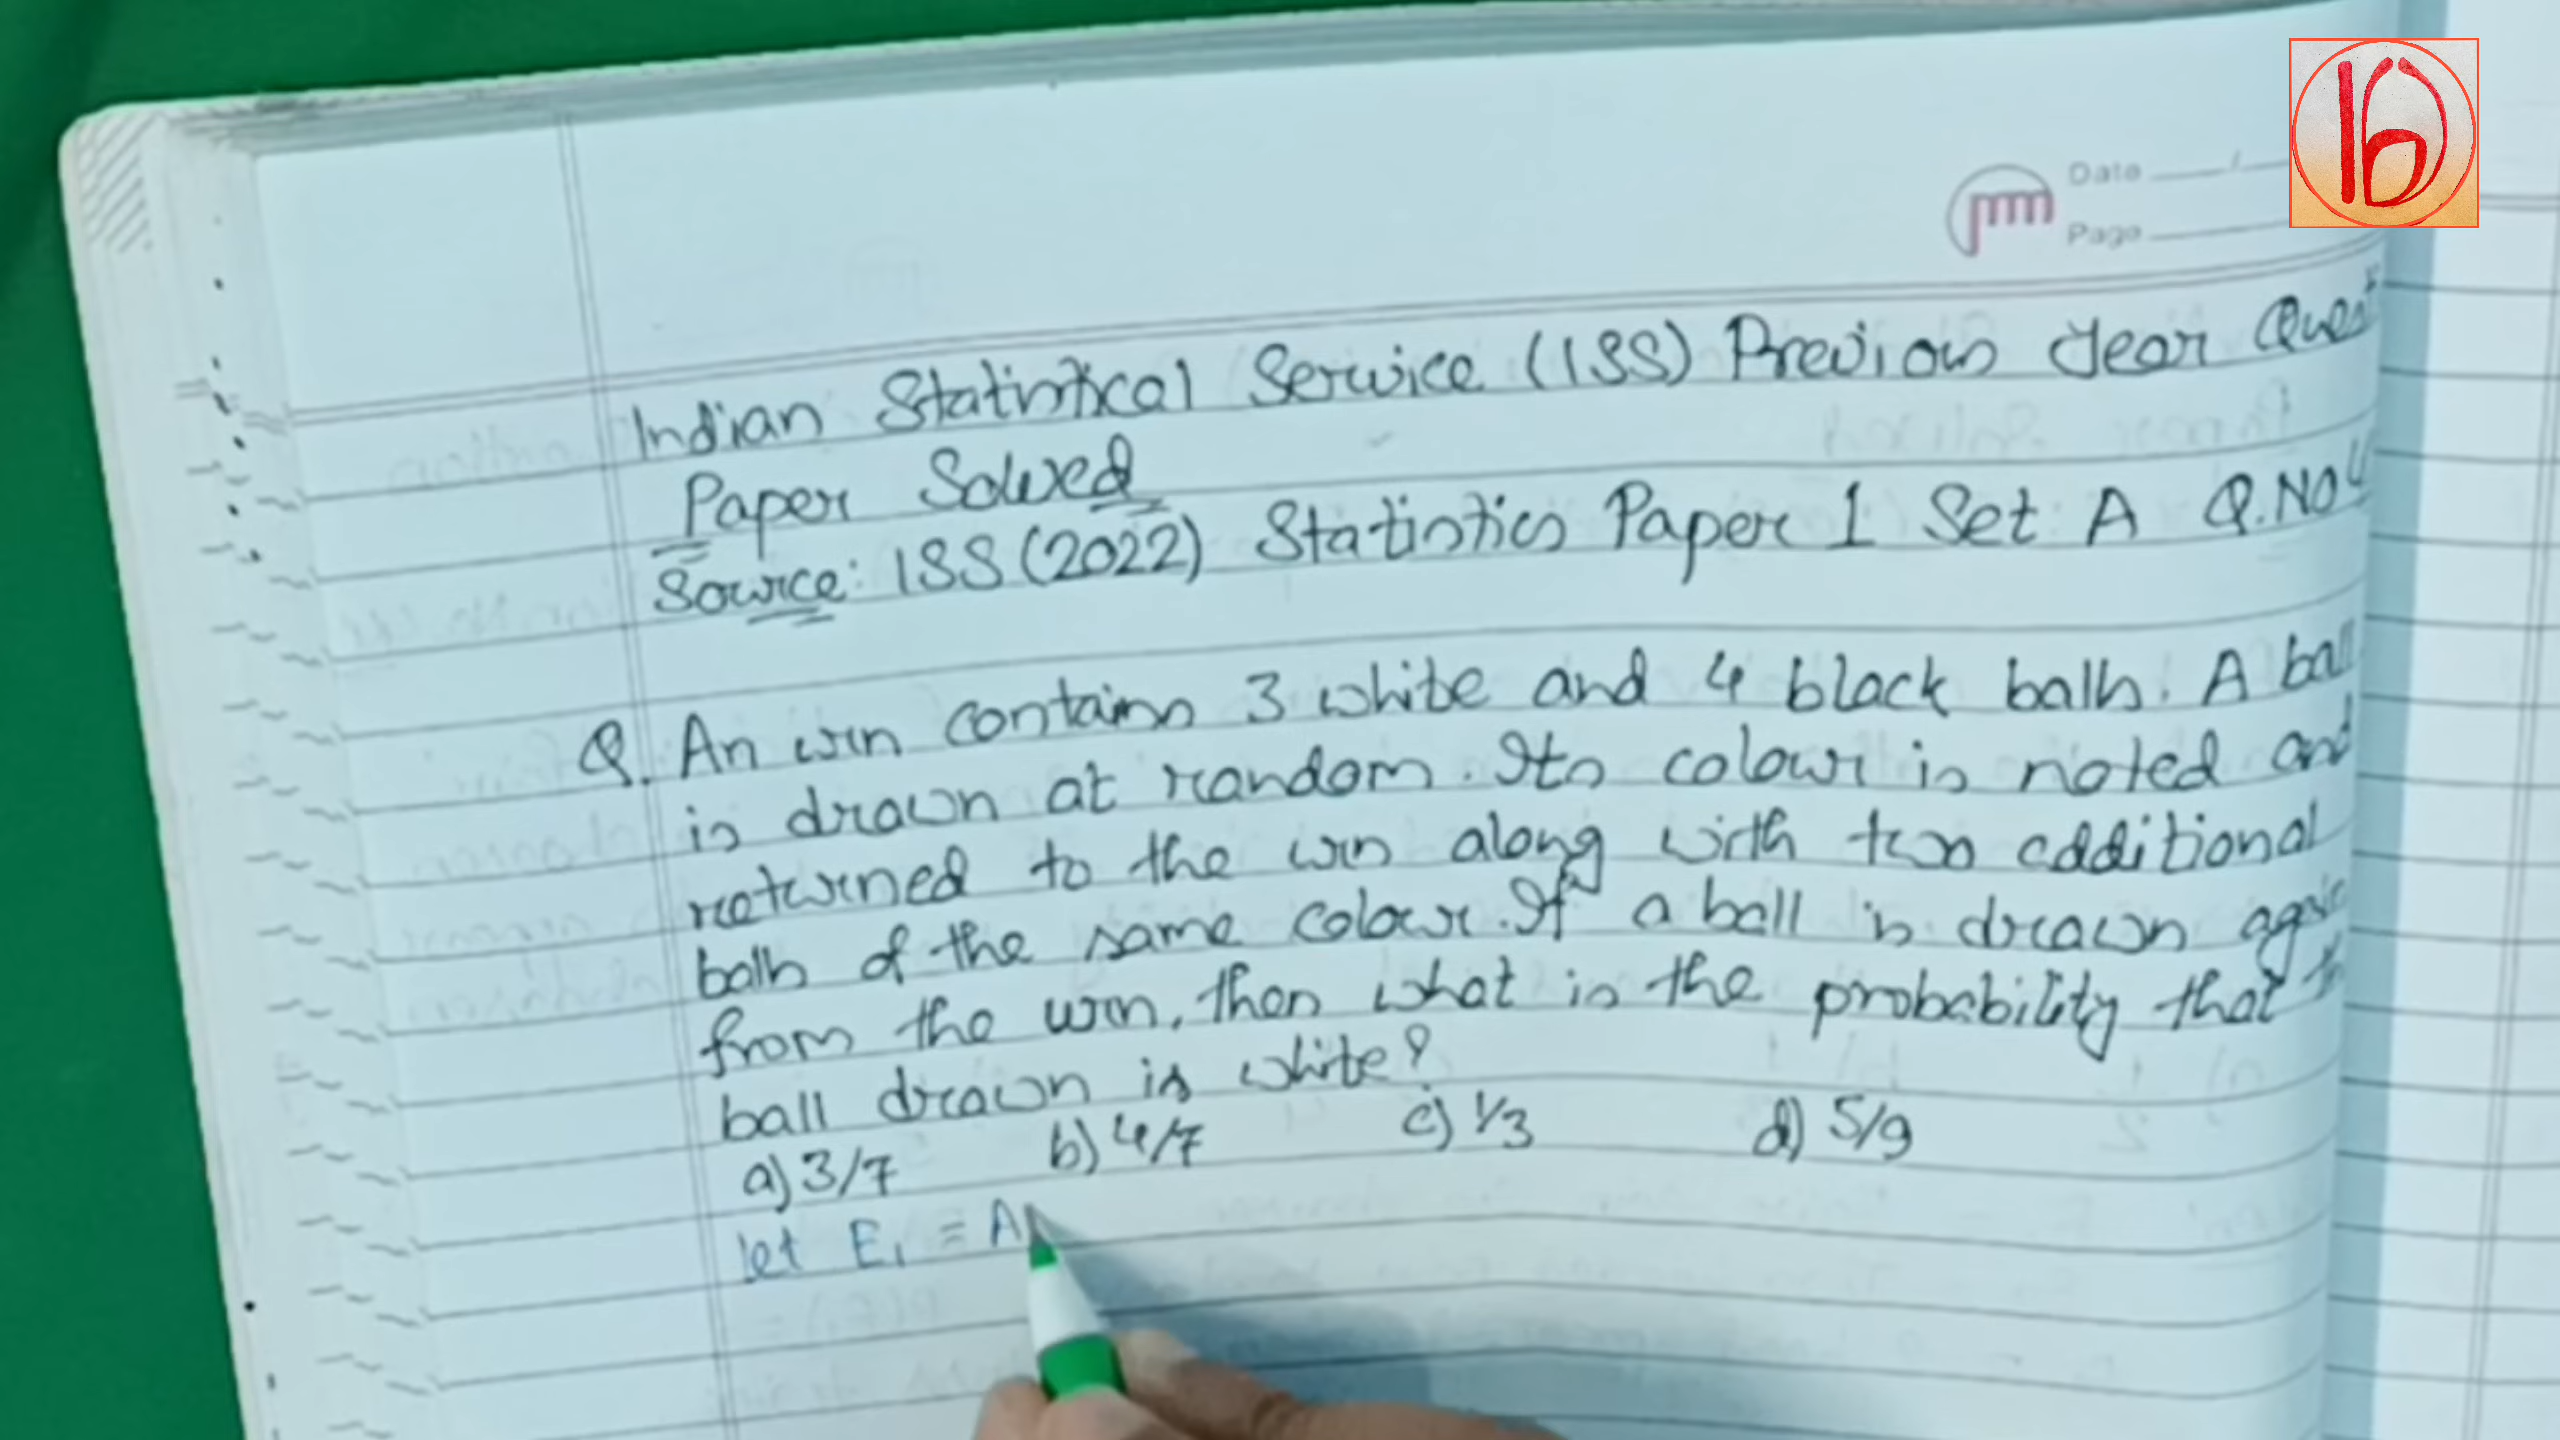 Date
Page
Indian Statistical Service (ISS) Previous Year Quest
Paper Solved
Source: ISS (2022) Statistics Paper 1 Set A Q.No 4
Q. An urn contains 3 white and 4 black balls. A ball
is drawn at random. Its colour is noted and
returned to the urn along with two additional
balls of the same colour. If a ball is drawn again
from the urn, then what is the probability that
ball drawn is white?
a) 3/7 b) 4/7 c) 1/3 d) 5/9
let E₁ = A